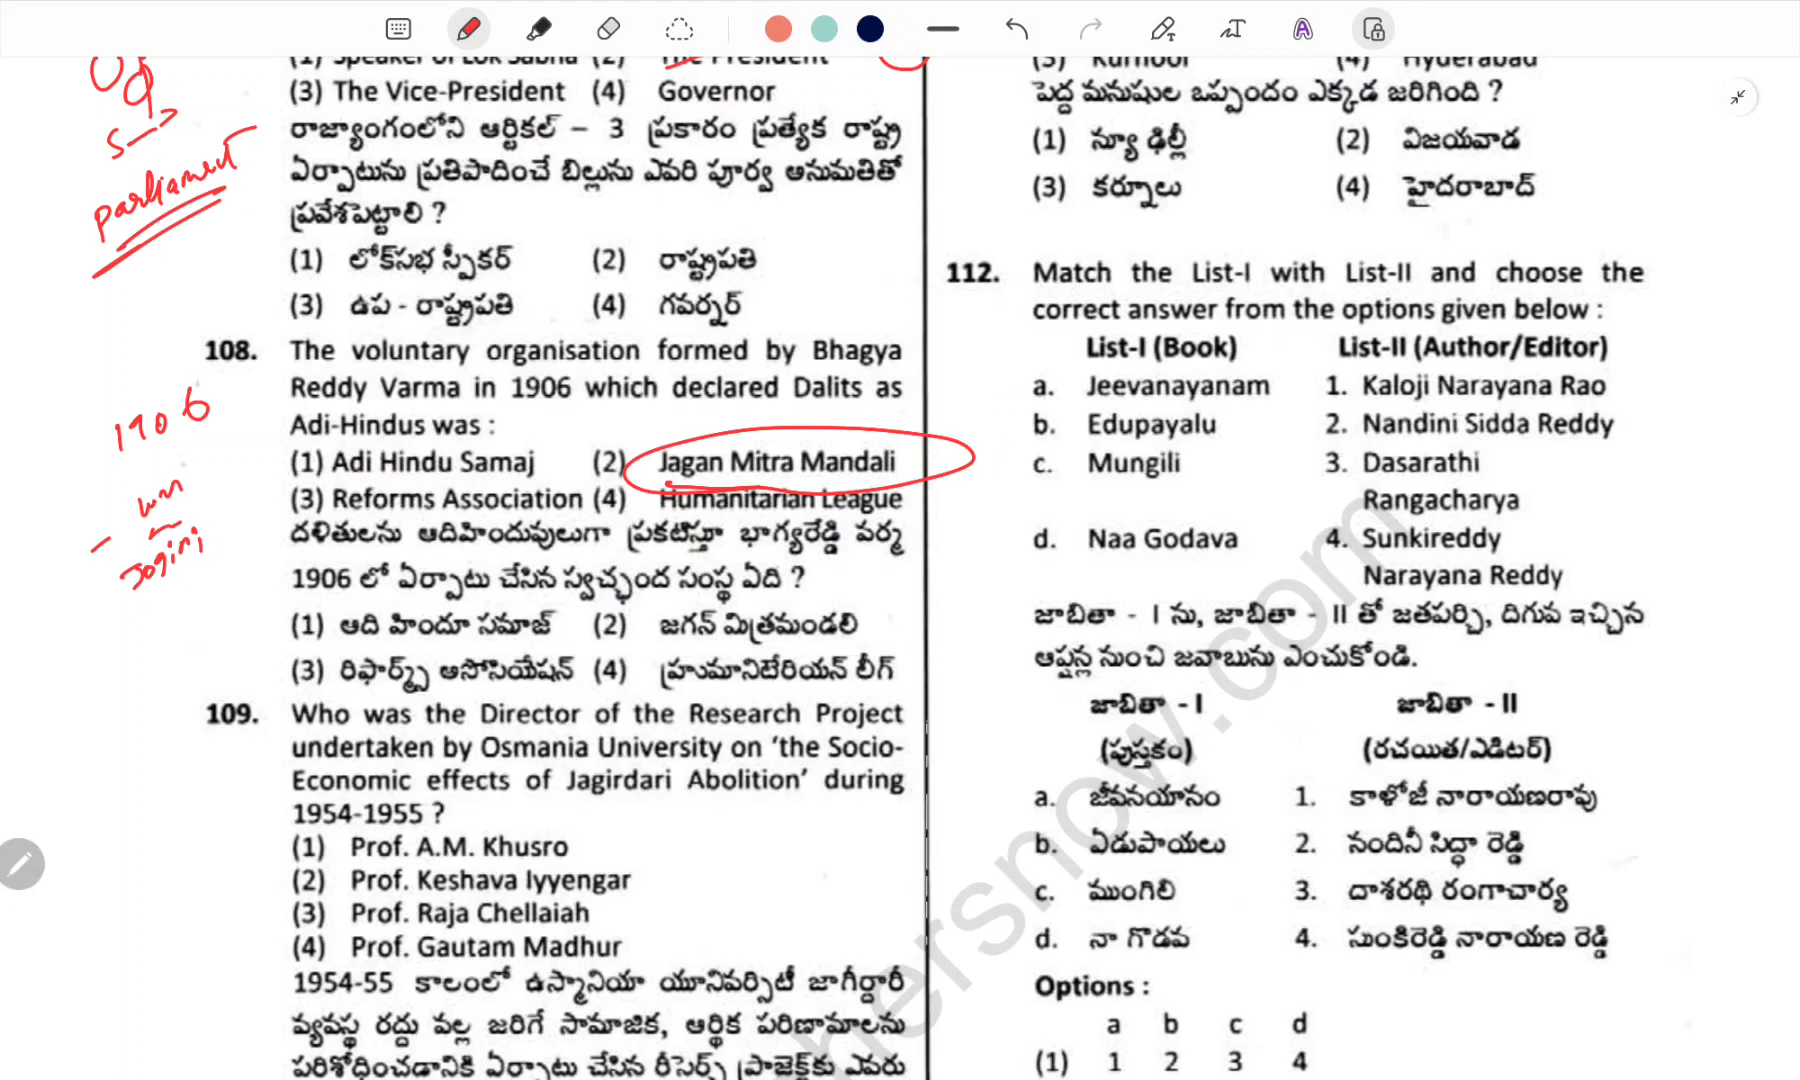 (1) Speaker of Lok Sabha (2) The President
(3) The Vice-President (4) Governor
రాజ్యాంగంలోని ఆర్టికల్ – 3 ప్రకారం ప్రత్యేక రాష్ట్ర
ఏర్పాటును ప్రతిపాదించే బిల్లును ఎవరి పూర్వ అనుమతితో
ప్రవేశపెట్టాలి ?
(1) లోక్‌సభ స్పీకర్ (2) రాష్ట్రపతి
(3) ఉప - రాష్ట్రపతి (4) గవర్నర్
parliament
108. The voluntary organisation formed by Bhagya
Reddy Varma in 1906 which declared Dalits as
Adi-Hindus was :
(1) Adi Hindu Samaj (2) Jagan Mitra Mandali
(3) Reforms Association (4) Humanitarian League
దళితులను ఆదిహిందువులుగా ప్రకటిస్తూ భాగ్యరెడ్డి వర్మ
1906 లో ఏర్పాటు చేసిన స్వచ్ఛంద సంస్థ ఏది ?
(1) ఆది హిందూ సమాజ్ (2) జగన్ మిత్రమండలి
(3) రిఫార్మ్స్ అసోసియేషన్ (4) హ్యుమానిటేరియన్ లీగ్
1906
Jogini
109. Who was the Director of the Research Project
undertaken by Osmania University on ‘the Socio-
Economic effects of Jagirdari Abolition’ during
1954-1955 ?
(1) Prof. A.M. Khusro
(2) Prof. Keshava Iyyengar
(3) Prof. Raja Chellaiah
(4) Prof. Gautam Madhur
1954-55 కాలంలో ఉస్మానియా యూనివర్సిటీ జాగీర్దారీ
వ్యవస్థ రద్దు వల్ల జరిగే సామాజిక, ఆర్థిక పరిణామాలను
పరిశోధించడానికి ఏర్పాటు చేసిన రీసెర్చ్ ప్రాజెక్ట్‌కు ఎవరు
(3) Kurnool (4) Hyderabad
పెద్ద మనుషుల ఒప్పందం ఎక్కడ జరిగింది ?
(1) న్యూ ఢిల్లీ (2) విజయవాడ
(3) కర్నూలు (4) హైదరాబాద్
112. Match the List-I with List-II and choose the
correct answer from the options given below :
List-I (Book) List-II (Author/Editor)
a. Jeevanayanam 1. Kaloji Narayana Rao
b. Edupayalu 2. Nandini Sidda Reddy
c. Mungili 3. Dasarathi
Rangacharya
d. Naa Godava 4. Sunkireddy
Narayana Reddy
జాబితా - I ను, జాబితా - II తో జతపర్చి, దిగువ ఇచ్చిన
ఆప్షన్ల నుంచి జవాబును ఎంచుకోండి.
జాబితా - I జాబితా - II
(పుస్తకం) (రచయిత/ఎడిటర్)
a. జీవనయానం 1. కాళోజీ నారాయణరావు
b. ఏడుపాయలు 2. నందినీ సిద్ధా రెడ్డి
c. ముంగిలి 3. దాశరథి రంగాచార్య
d. నా గొడవ 4. సుంకిరెడ్డి నారాయణ రెడ్డి
Options :
a b c d
(1) 1 2 3 4
hersnow.com